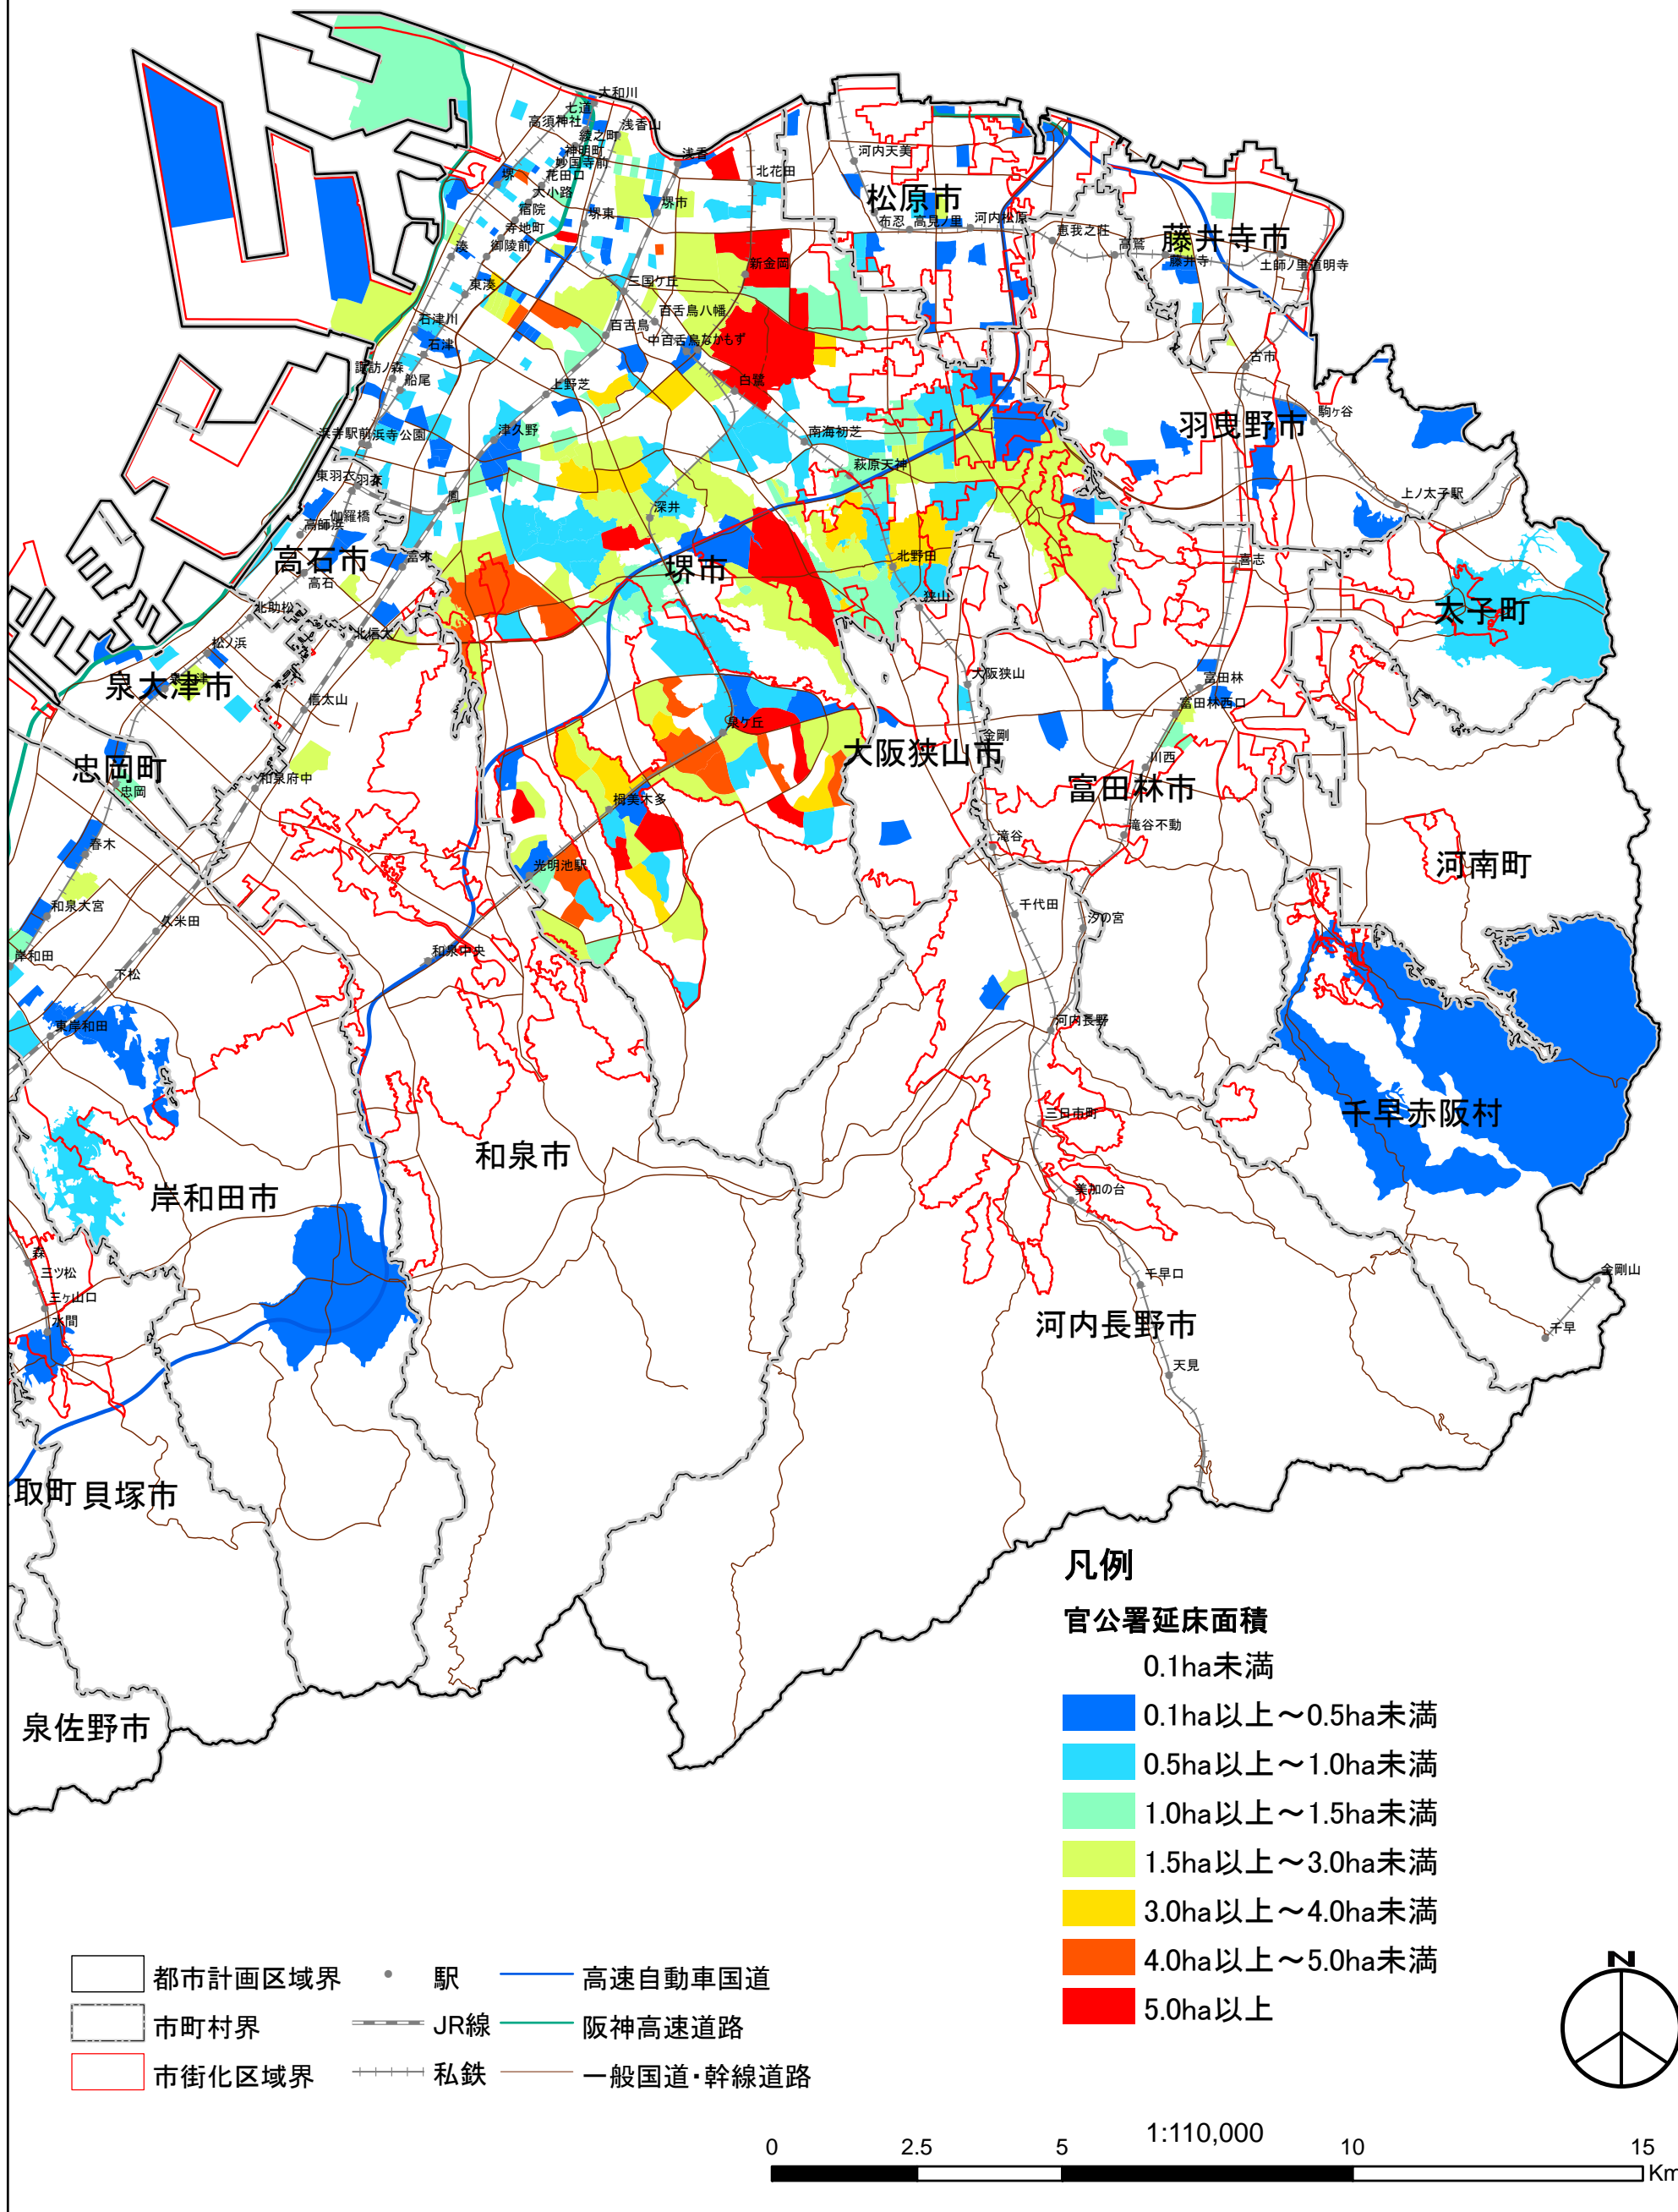 大和川
七道
高須神社
浅香山
綾之町
神明町
妙国寺前
浅香
花田口
北花田
河内天美
堺
大小路
松原市
宿院
堺東
堺市
布忍
高見ノ里
河内松原
寺地町
恵我之荘
湊
御陵前
高鷲
藤井寺市
藤井寺
土師ノ里
道明寺
新金岡
東湊
三国ケ丘
百舌鳥八幡
石津川
百舌鳥
中百舌鳥
なかもず
石津
古市
諏訪ノ森
船尾
上野芝
白鷺
駒ヶ谷
羽曳野市
浜寺駅前
浜寺公園
津久野
南海初芝
萩原天神
東羽衣
羽衣
鳳
上ノ太子駅
伽羅橋
深井
高師浜
高石市
富木
堺市
北野田
喜志
高石
狭山
太子町
北助松
北信太
松ノ浜
大阪狭山
富田林
泉大津市
信太山
富田林西口
泉ケ丘
金剛
大阪狭山市
川西
忠岡町
忠岡
和泉府中
富田林市
栂美木多
滝谷不動
滝谷
春木
光明池駅
河南町
和泉大宮
久米田
千代田
汐の宮
岸和田
和泉中央
下松
東岸和田
河内長野
三日市町
千早赤阪村
和泉市
岸和田市
美加の台
森
三ツ松
千早口
金剛山
三ヶ山口
水間
河内長野市
千早
天見
取町
貝塚市
泉佐野市
凡例
官公署延床面積
0.1ha未満
0.1ha以上～0.5ha未満
0.5ha以上～1.0ha未満
1.0ha以上～1.5ha未満
1.5ha以上～3.0ha未満
3.0ha以上～4.0ha未満
4.0ha以上～5.0ha未満
5.0ha以上
都市計画区域界
駅
高速自動車国道
市町村界
JR線
阪神高速道路
市街化区域界
私鉄
一般国道・幹線道路
N
1:110,000
0 2.5 5 10 15
Km